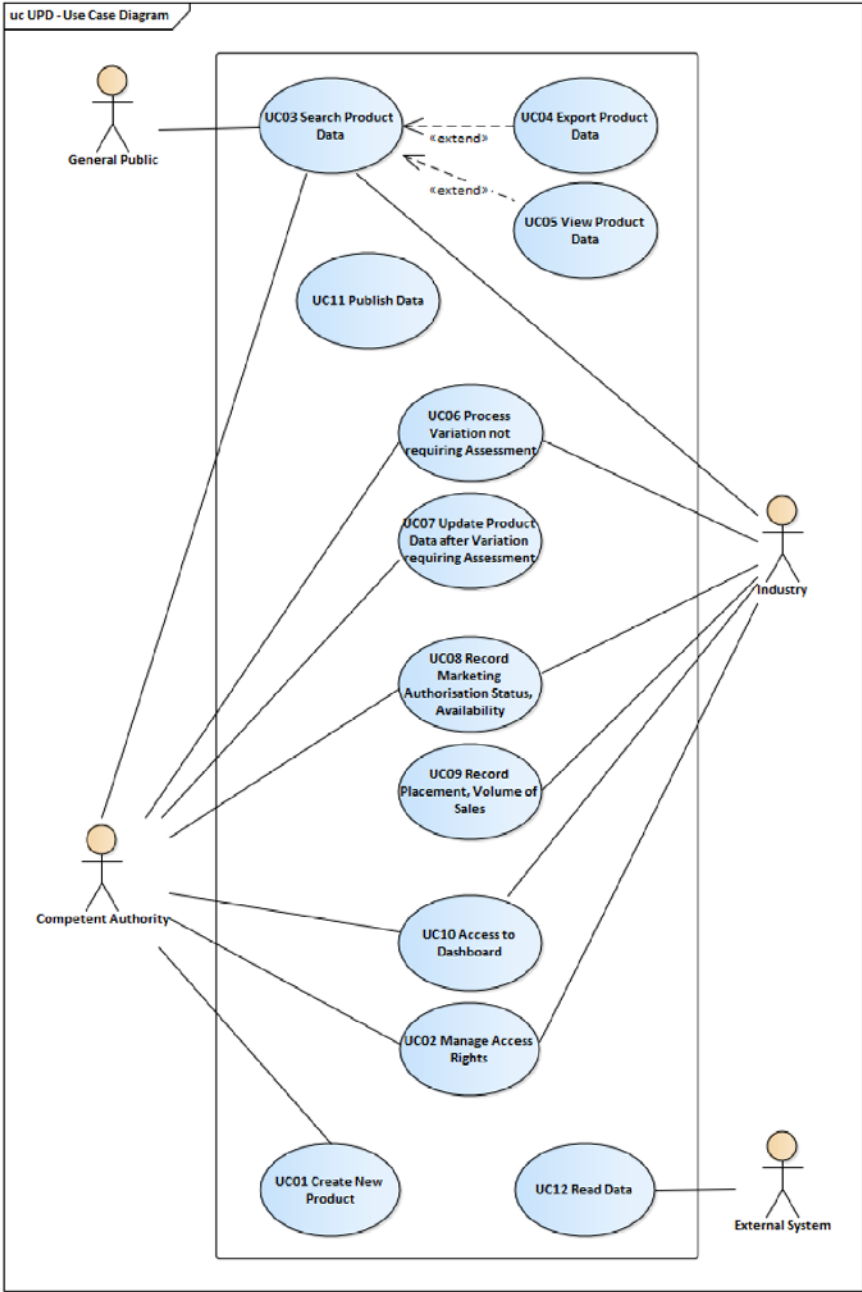 uc UPD - Use Case Diagram
General Public
UC03 Search Product
Data
«extend»
UC04 Export Product
Data
«extend»
UC05 View Product
Data
UC11 Publish Data
UC06 Process
Variation not
requiring Assessment
UC07 Update Product
Data after Variation
requiring Assessment
Industry
UC08 Record
Marketing
Authorisation Status,
Availability
UC09 Record
Placement, Volume of
Sales
Competent Authority
UC10 Access to
Dashboard
UC02 Manage Access
Rights
UC01 Create New
Product
UC12 Read Data
External System